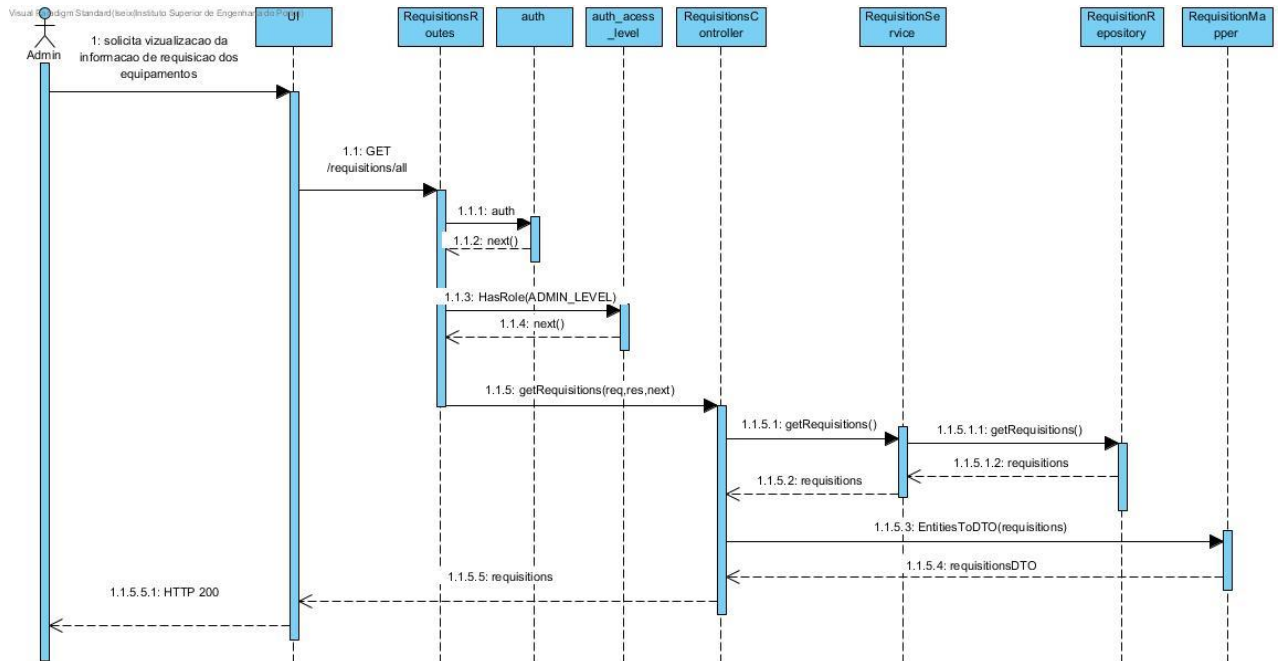 Visual Paradigm Standard(Iseix(Instituto Superior de Engenharia do Porto))
UI
RequisitionsR
outes
auth
auth_acess
_level
RequisitionsC
ontroller
RequisitionSe
rvice
RequisitionR
epository
RequisitionMa
pper
Admin
1: solicita vizualizacao da
informacao de requisicao dos
equipamentos
1.1: GET
/requisitions/all
1.1.1: auth
1.1.2: next()
1.1.3: HasRole(ADMIN_LEVEL)
1.1.4: next()
1.1.5: getRequisitions(req,res,next)
1.1.5.1: getRequisitions()
1.1.5.1.1: getRequisitions()
1.1.5.1.2: requisitions
1.1.5.2: requisitions
1.1.5.3: EntitiesToDTO(requisitions)
1.1.5.4: requisitionsDTO
1.1.5.5: requisitions
1.1.5.5.1: HTTP 200